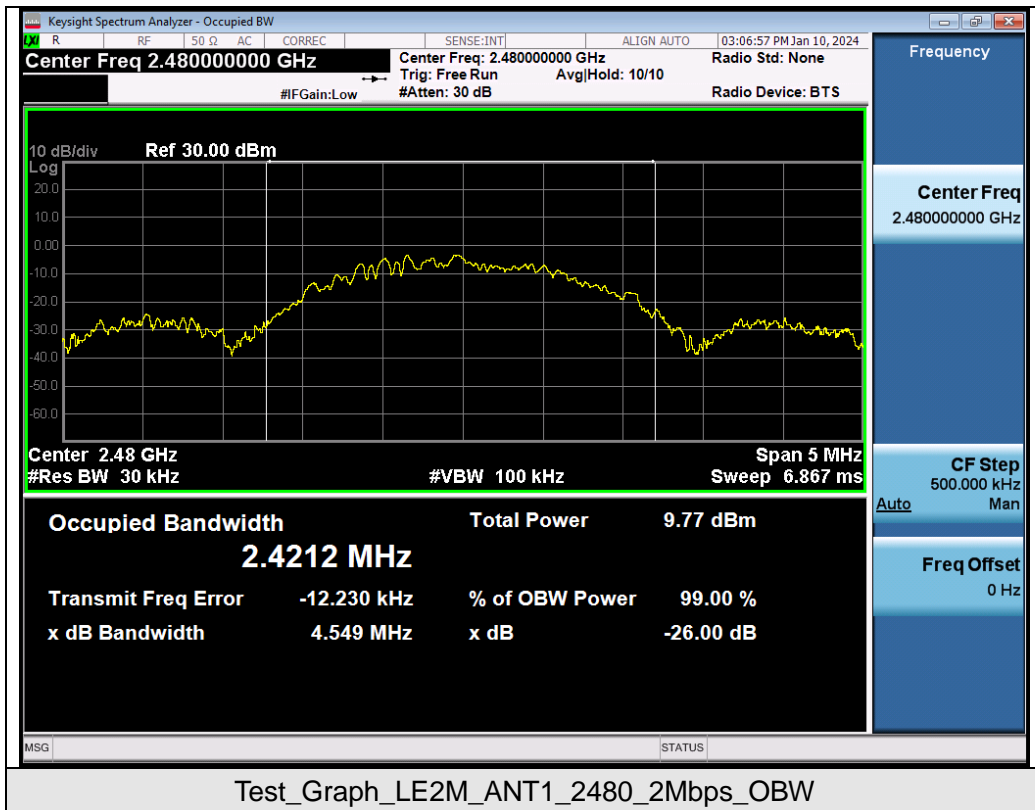 Keysight Spectrum Analyzer - Occupied BW
LXI R RF 50 Ω AC CORREC SENSE:INT ALIGN AUTO 03:06:57 PM Jan 10, 2024
Center Freq 2.480000000 GHz
Center Freq: 2.480000000 GHz Radio Std: None
Trig: Free Run Avg|Hold: 10/10
#IFGain:Low #Atten: 30 dB Radio Device: BTS
Frequency
10 dB/div Ref 30.00 dBm
Log
20.0
10.0
0.00
-10.0
-20.0
-30.0
-40.0
-50.0
-60.0
Center 2.48 GHz Span 5 MHz
#Res BW 30 kHz #VBW 100 kHz Sweep 6.867 ms
Center Freq
2.480000000 GHz
CF Step
500.000 kHz
Auto Man
Freq Offset
0 Hz
Occupied Bandwidth Total Power 9.77 dBm
2.4212 MHz
Transmit Freq Error -12.230 kHz % of OBW Power 99.00 %
x dB Bandwidth 4.549 MHz x dB -26.00 dB
MSG STATUS
Test_Graph_LE2M_ANT1_2480_2Mbps_OBW